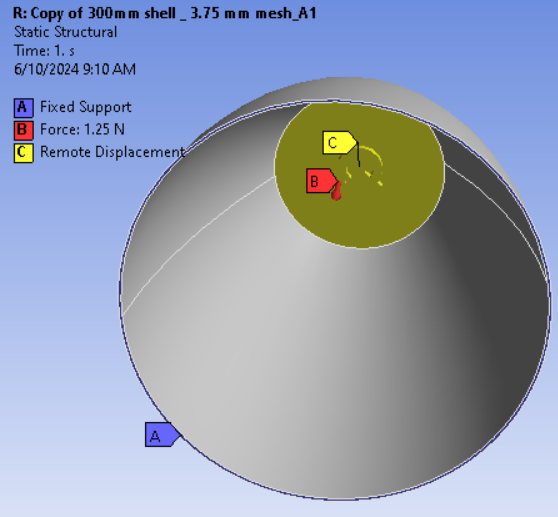 R: Copy of 300mm shell _ 3.75 mm mesh_A1
Static Structural
Time: 1. s
6/10/2024 9:10 AM
A Fixed Support
B Force: 1.25 N
C Remote Displacement
C
B
A